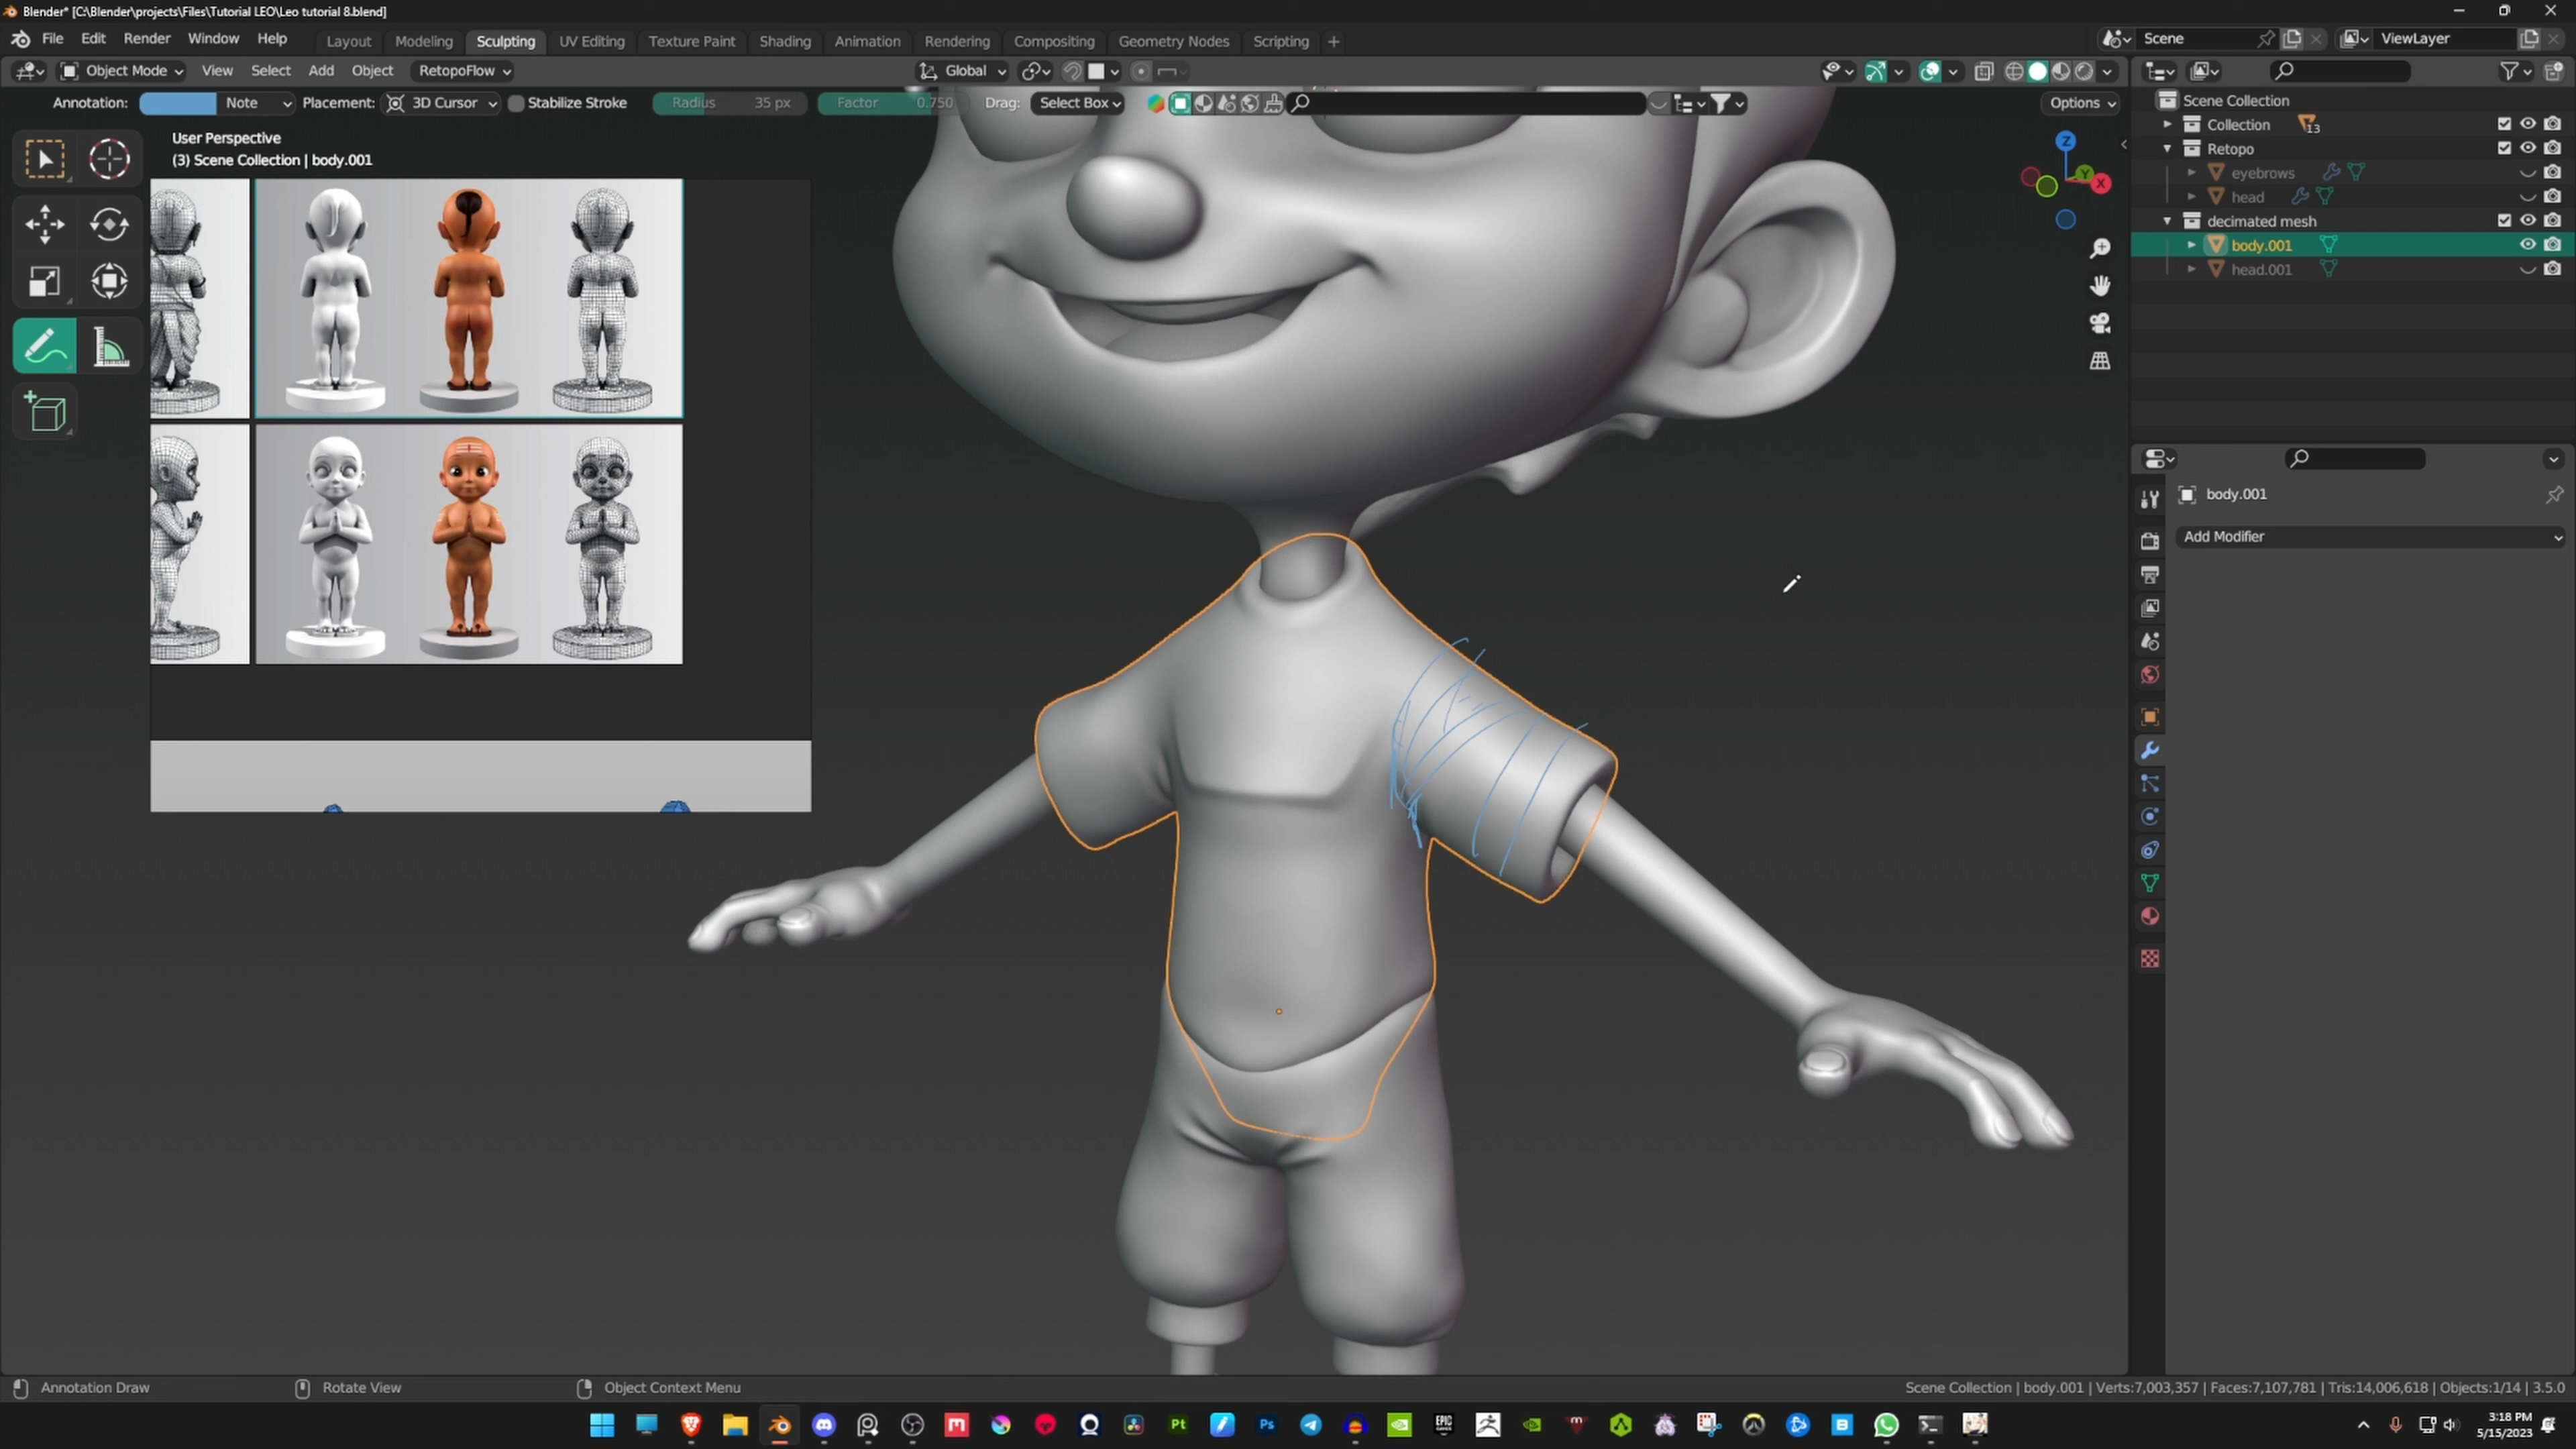 Blender* [C:\Blender\projects\Files\Tutorial LEO\Leo tutorial 8.blend]
File Edit Render Window Help
Layout Modeling Sculpting UV Editing Texture Paint Shading Animation Rendering Compositing Geometry Nodes Scripting +
Scene
ViewLayer
Object Mode View Select Add Object RetopoFlow
Global
Annotation: Note Placement: 3D Cursor Stabilize Stroke Radius 35 px Factor 0.750 Drag: Select Box
Options
User Perspective
(3) Scene Collection | body.001
Z
Y
X
Scene Collection
Collection 13
Retopo
eyebrows
head
decimated mesh
body.001
head.001
body.001
Add Modifier
Annotation Draw
Rotate View
Object Context Menu
Scene Collection | body.001 | Verts:7,003,357 | Faces:7,107,781 | Tris:14,006,618 | Objects:1/14 | 3.5.0
Pt
Ps
EPIC GAMES
B
3:18 PM
5/15/2023